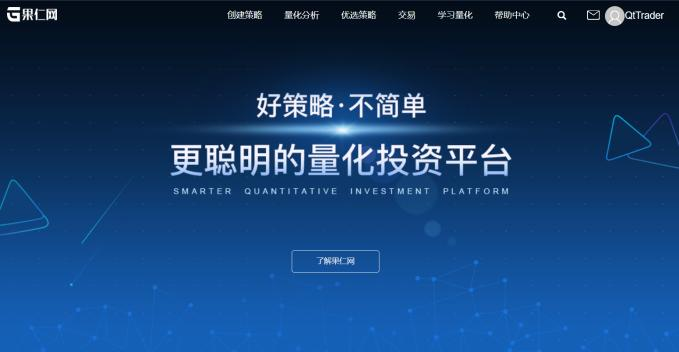 果仁网 创建策略 量化分析 优选策略 交易 学习量化 帮助中心 QtTrader
好策略·不简单
更聪明的量化投资平台
SMARTER QUANTITATIVE INVESTMENT PLATFORM
了解果仁网